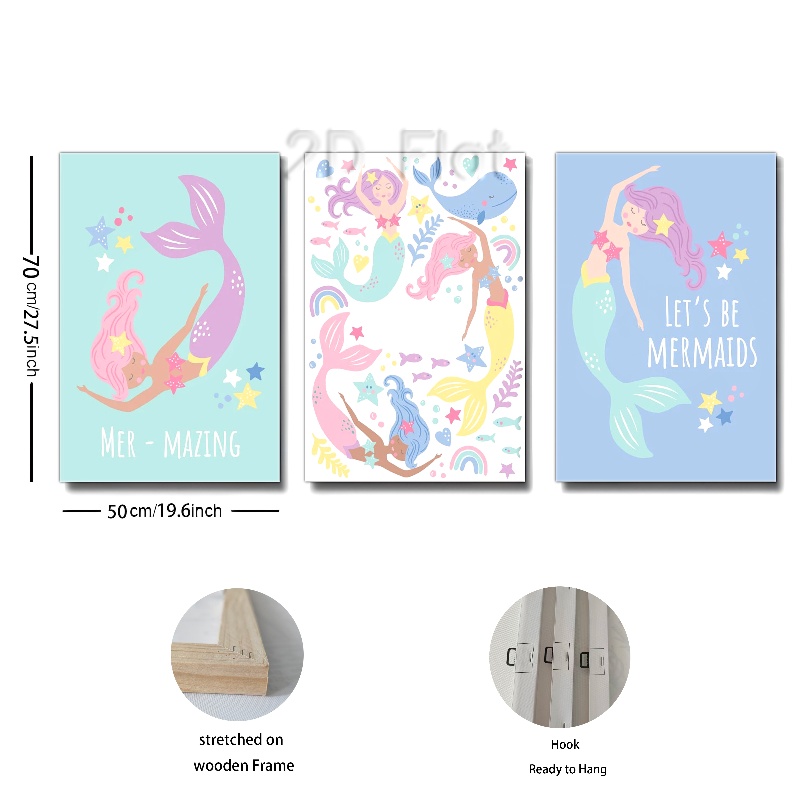 2D_Flat
MER - MAZING
LET'S BE
MERMAIDS
70cm/27.5inch
50cm/19.6inch
stretched on
wooden Frame
Hook
Ready to Hang